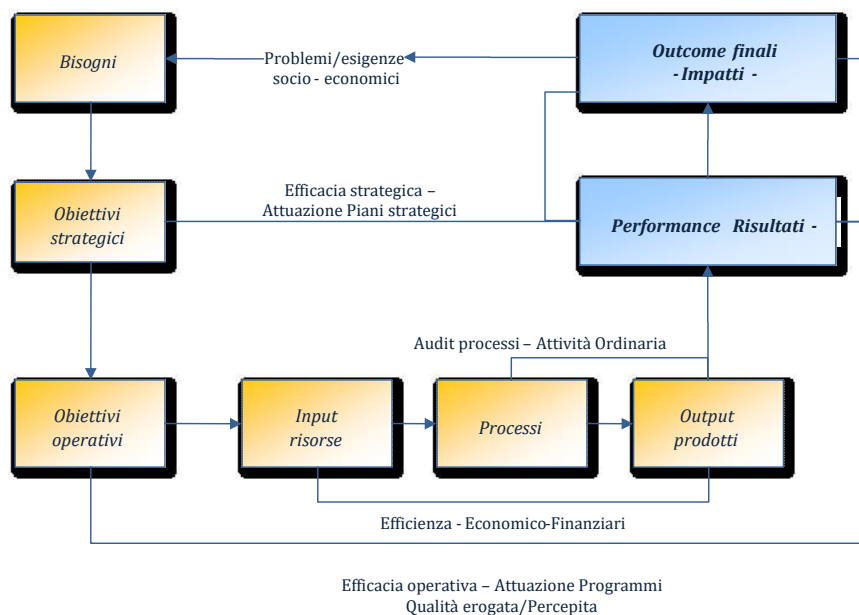 Bisogni
Problemi/esigenze
socio - economici
Outcome finali
- Impatti -
Obiettivi
strategici
Efficacia strategica –
Attuazione Piani strategici
Performance Risultati -
Audit processi – Attività Ordinaria
Obiettivi
operativi
Input
risorse
Processi
Output
prodotti
Efficienza - Economico-Finanziari
Efficacia operativa – Attuazione Programmi
Qualità erogata/Percepita